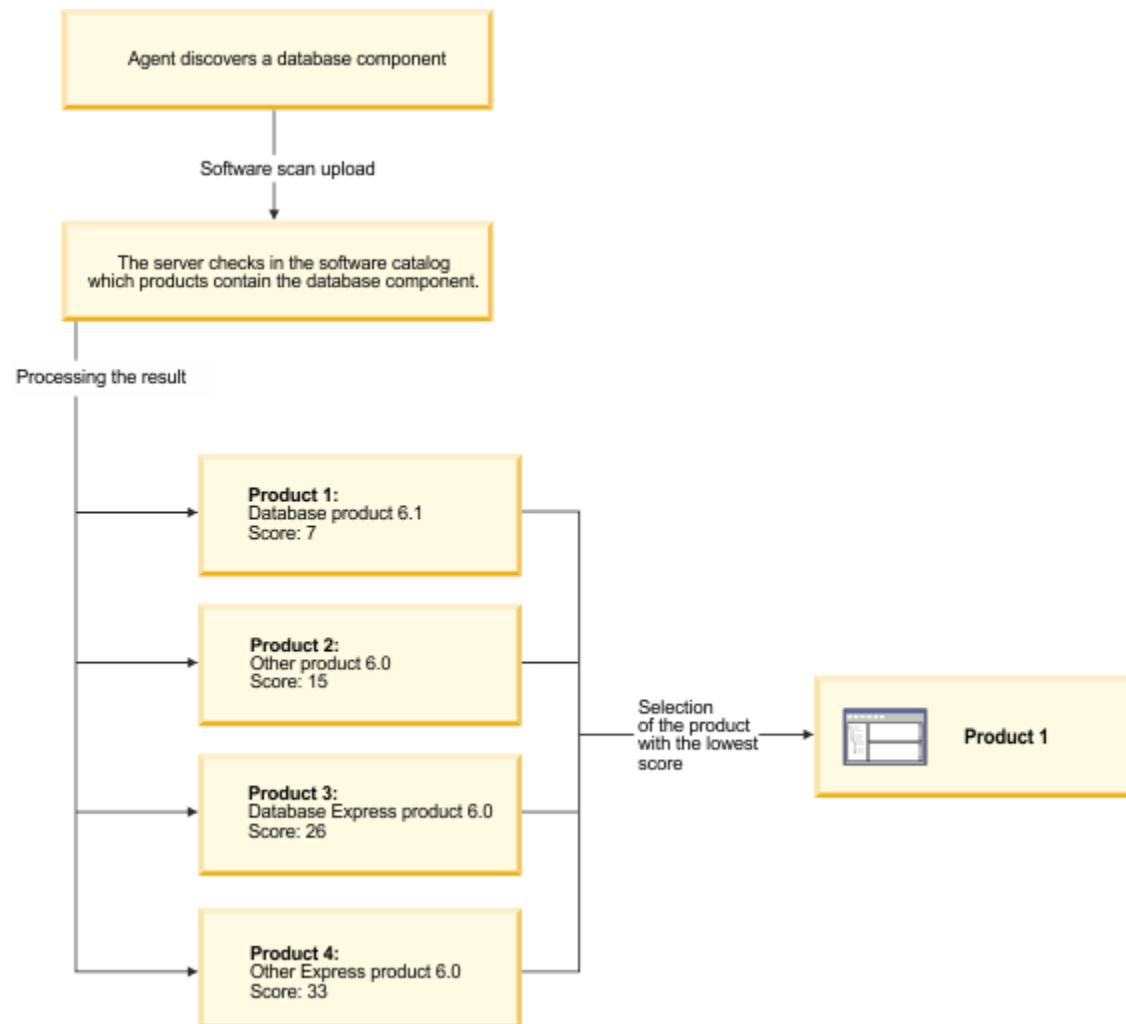 Agent discovers a database component
Software scan upload
The server checks in the software catalog
which products contain the database component.
Processing the result
Product 1:
Database product 6.1
Score: 7
Product 2:
Other product 6.0
Score: 15
Product 3:
Database Express product 6.0
Score: 26
Product 4:
Other Express product 6.0
Score: 33
Selection
of the product
with the lowest
score
Product 1